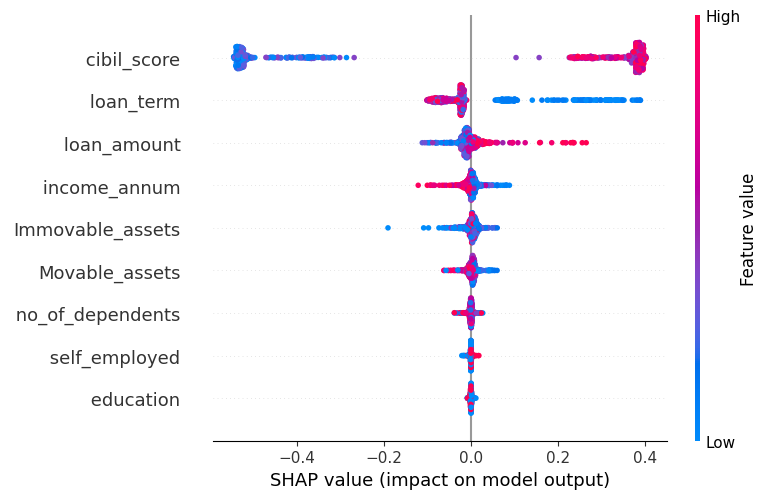 High
cibil_score
loan_term
loan_amount
income_annum
Immovable_assets
Movable_assets
no_of_dependents
self_employed
education
Feature value
Low
−0.4 −0.2 0.0 0.2 0.4
SHAP value (impact on model output)